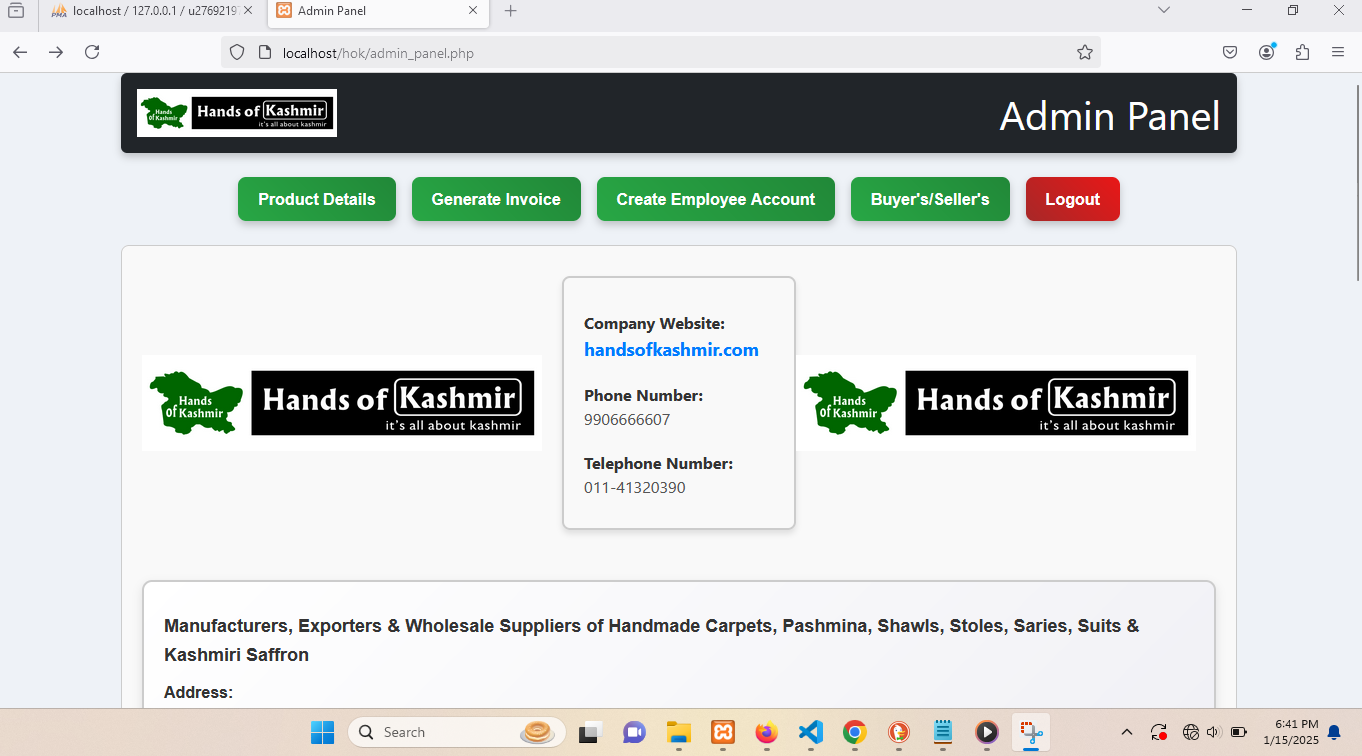 localhost / 127.0.0.1 / u2769219
Admin Panel
localhost/hok/admin_panel.php
Hands of Kashmir
Hands of Kashmir
it's all about kashmir
Admin Panel
Product Details
Generate Invoice
Create Employee Account
Buyer's/Seller's
Logout
Company Website:
handsofkashmir.com
Phone Number:
9906666607
Telephone Number:
011-41320390
Hands
Of Kashmir
Hands of Kashmir
it's all about kashmir
Hands
Of Kashmir
Hands of Kashmir
it's all about kashmir
Manufacturers, Exporters & Wholesale Suppliers of Handmade Carpets, Pashmina, Shawls, Stoles, Saries, Suits &
Kashmiri Saffron
Address:
Search
6:41 PM
1/15/2025